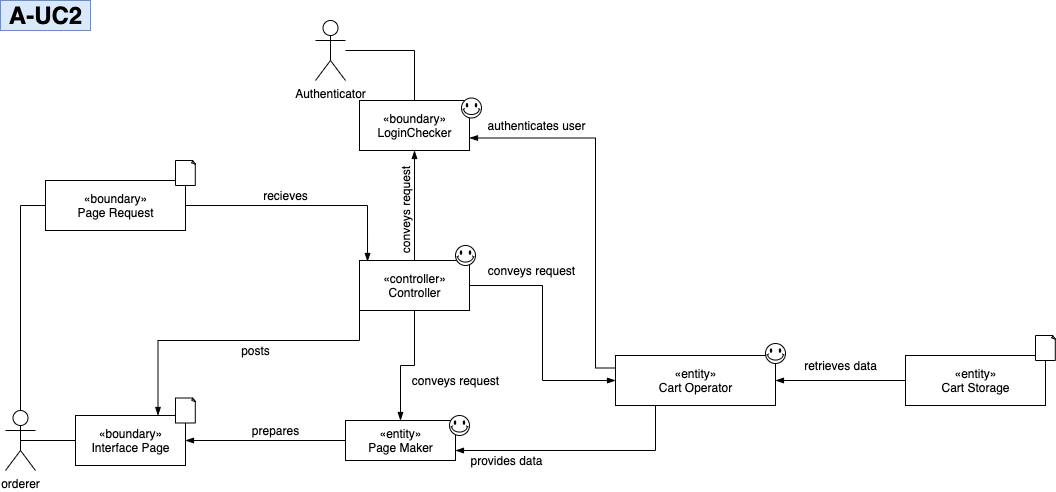 A-UC2
Authenticator
«boundary»
LoginChecker
authenticates user
«boundary»
Page Request
recieves
conveys request
«controller»
Controller
conveys request
posts
conveys request
«entity»
Cart Operator
retrieves data
«entity»
Cart Storage
«boundary»
Interface Page
prepares
«entity»
Page Maker
provides data
orderer